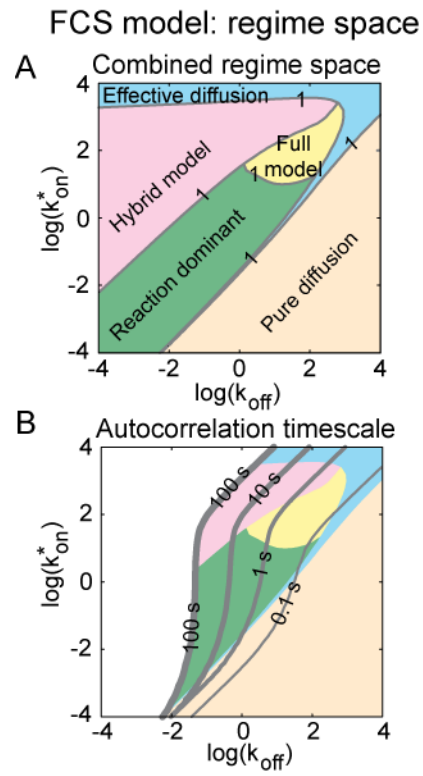 FCS model: regime space
A
Combined regime space
4
Effective diffusion
1
Full
model
1
1
Hybrid model
1
Reaction dominant
1
Pure diffusion
2
0
-2
-4
log(k*on)
-4
-2
0
2
4
log(koff)
B
Autocorrelation timescale
4
2
0
-2
-4
log(k*on)
100 s
10 s
1 s
0.1 s
100 s
-4
-2
0
2
4
log(koff)